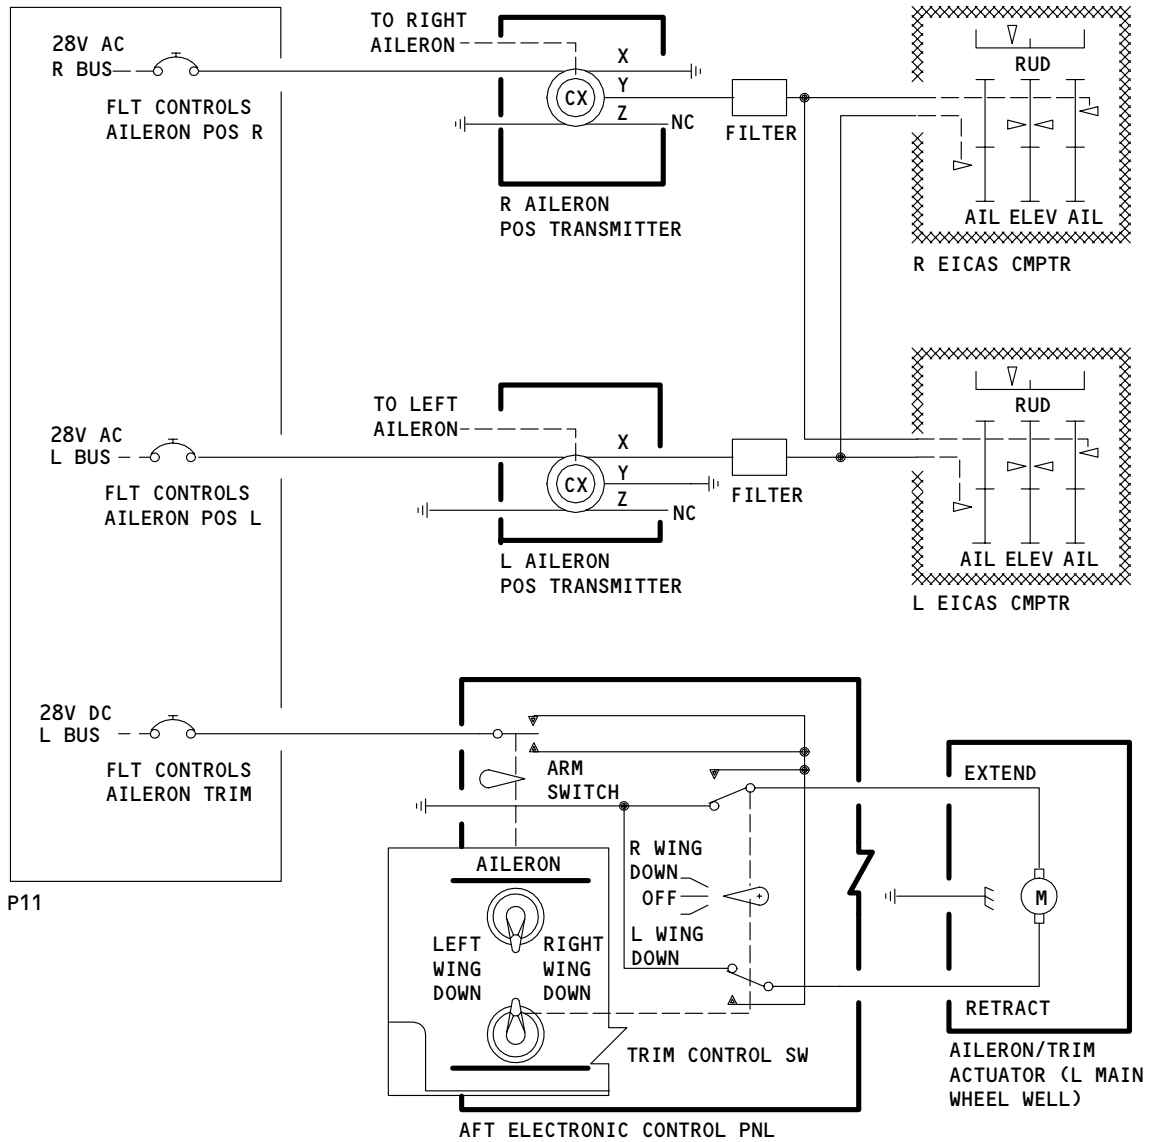 28V AC
R BUS
FLT CONTROLS
AILERON POS R
TO RIGHT
AILERON
CX
X
Y
Z
NC
R AILERON
POS TRANSMITTER
FILTER
RUD
AIL ELEV AIL
R EICAS CMPTR
28V AC
L BUS
FLT CONTROLS
AILERON POS L
TO LEFT
AILERON
CX
X
Y
Z
NC
L AILERON
POS TRANSMITTER
FILTER
RUD
AIL ELEV AIL
L EICAS CMPTR
28V DC
L BUS
FLT CONTROLS
AILERON TRIM
P11
ARM
SWITCH
AILERON
LEFT
WING
DOWN
RIGHT
WING
DOWN
R WING
DOWN
OFF
L WING
DOWN
TRIM CONTROL SW
AFT ELECTRONIC CONTROL PNL
EXTEND
M
RETRACT
AILERON/TRIM
ACTUATOR (L MAIN
WHEEL WELL)